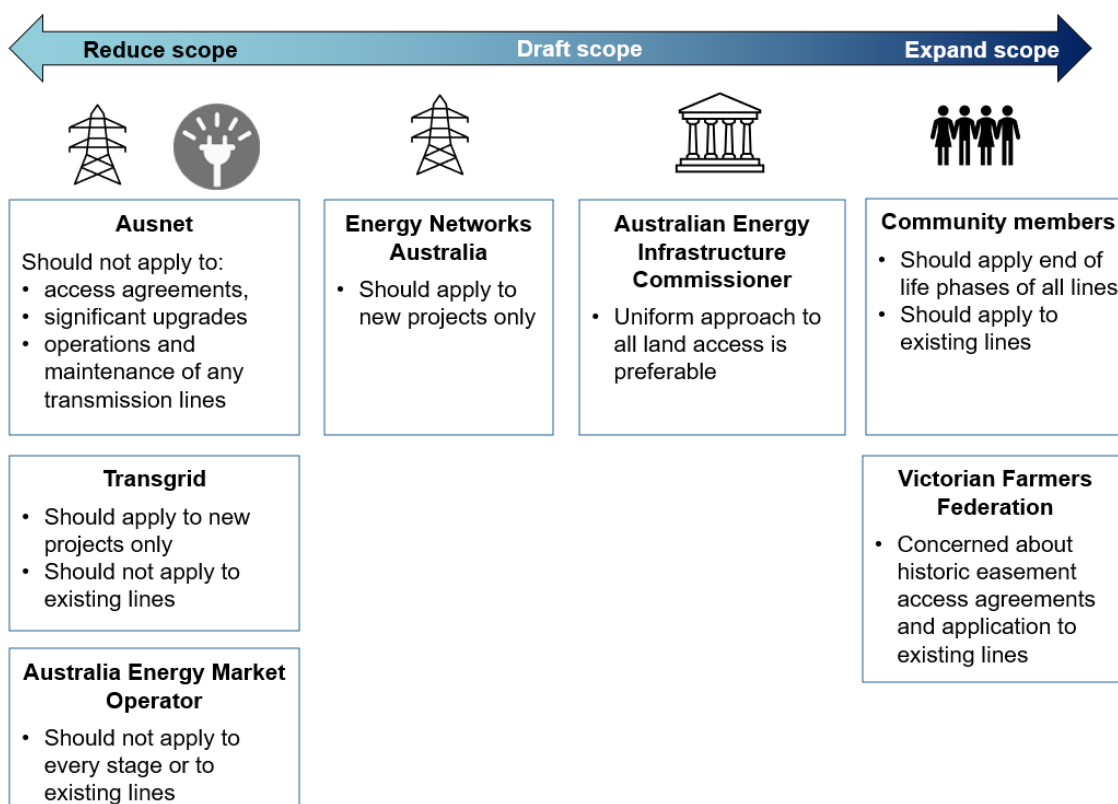 Reduce scope
Draft scope
Expand scope
Ausnet
Should not apply to:
• access agreements,
• significant upgrades
• operations and
maintenance of any
transmission lines
Energy Networks
Australia
• Should apply to
new projects only
Australian Energy
Infrastructure
Commissioner
• Uniform approach to
all land access is
preferable
Community members
• Should apply end of
life phases of all lines
• Should apply to
existing lines
Transgrid
• Should apply to new
projects only
• Should not apply to
existing lines
Victorian Farmers
Federation
• Concerned about
historic easement
access agreements
and application to
existing lines
Australia Energy Market
Operator
• Should not apply to
every stage or to
existing lines